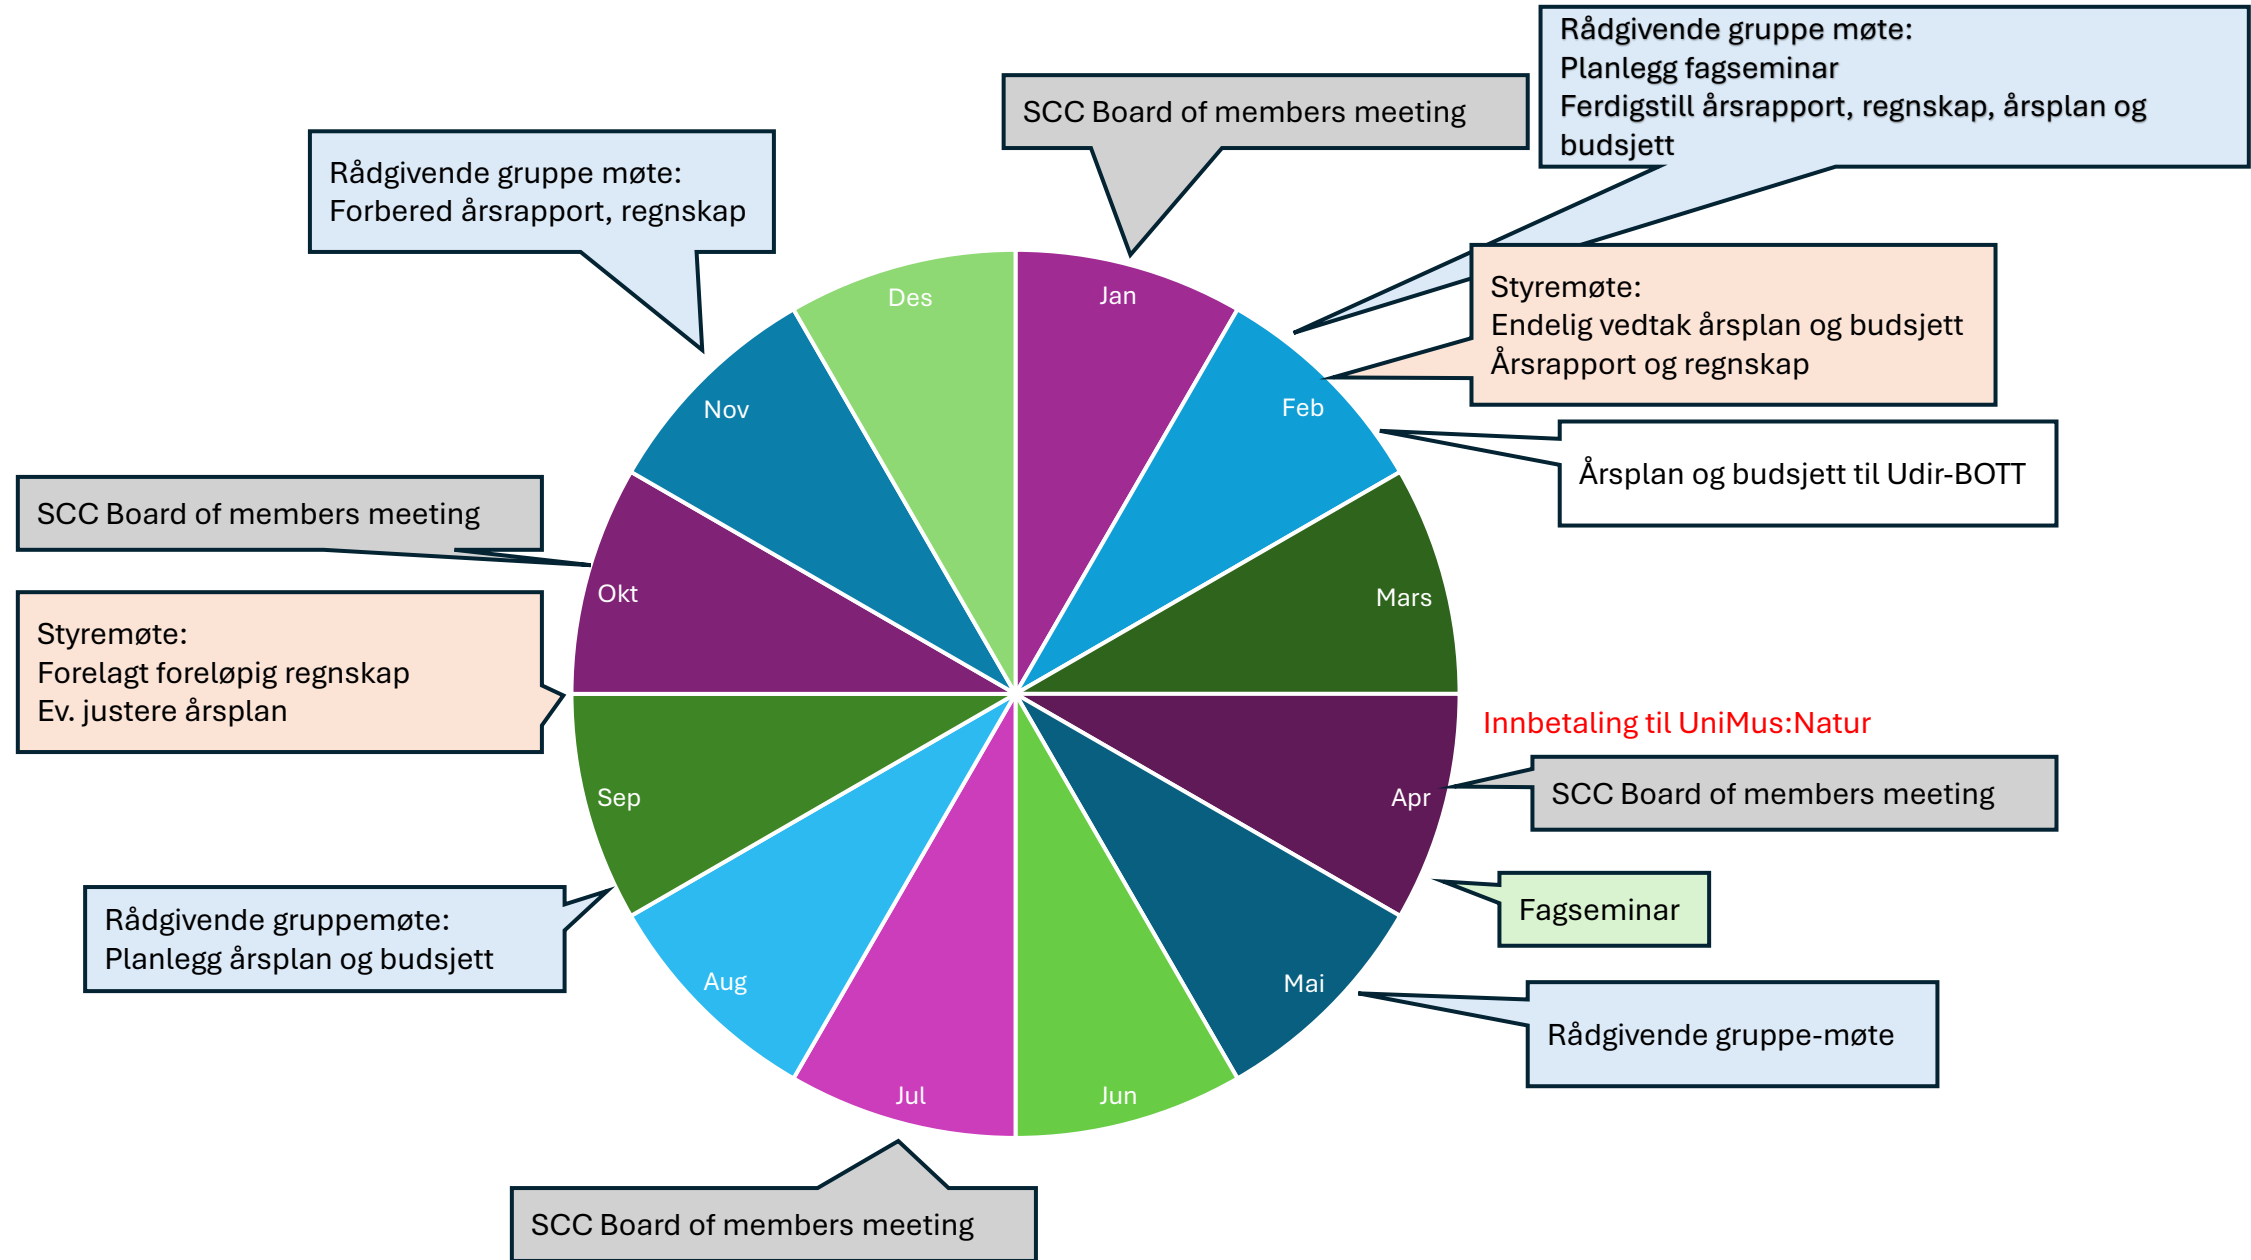 Rådgivende gruppe møte:
Planlegg fagseminar
Ferdigstill årsrapport, regnskap, årsplan og
budsjett
SCC Board of members meeting
Rådgivende gruppe møte:
Forbered årsrapport, regnskap
Styremøte:
Endelig vedtak årsplan og budsjett
Årsrapport og regnskap
Årsplan og budsjett til Udir-BOTT
Des
Jan
Nov
Feb
SCC Board of members meeting
Okt
Mars
Styremøte:
Forelagt foreløpig regnskap
Ev. justere årsplan
Innbetaling til UniMus:Natur
Sep
Apr
SCC Board of members meeting
Fagseminar
Rådgivende gruppemøte:
Planlegg årsplan og budsjett
Aug
Mai
Rådgivende gruppe-møte
Jul
Jun
SCC Board of members meeting